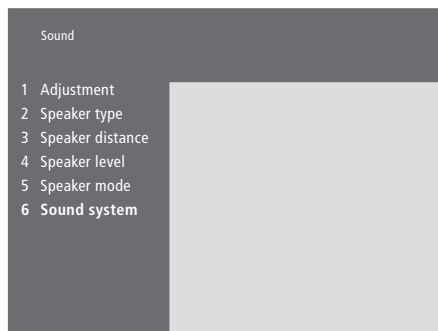 Sound
1 Adjustment
2 Speaker type
3 Speaker distance
4 Speaker level
5 Speaker mode
6 Sound system